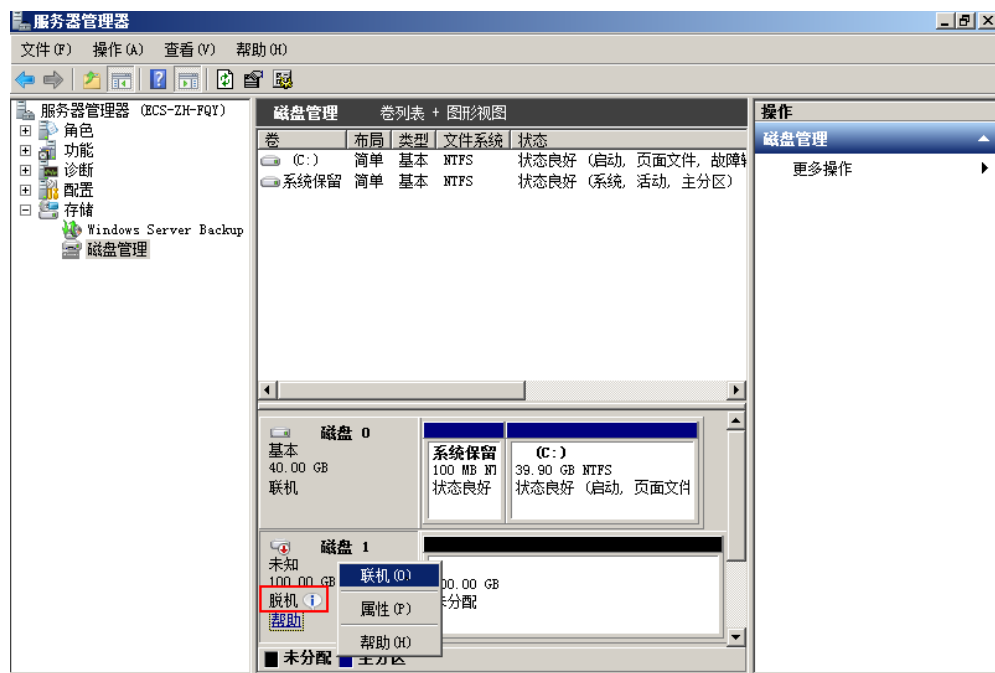 服务器管理器
文件(F) 操作(A) 查看(V) 帮助(H)
服务器管理器 (ECS-ZH-FQY)
角色
功能
诊断
配置
存储
Windows Server Backup
磁盘管理
磁盘管理 卷列表 + 图形视图
卷 布局 类型 文件系统 状态
(C:) 简单 基本 NTFS 状态良好 (启动, 页面文件, 故障
系统保留 简单 基本 NTFS 状态良好 (系统, 活动, 主分区)
操作
磁盘管理
更多操作
磁盘 0
基本
40.00 GB
联机
系统保留
100 MB NT
状态良好
(C:)
39.90 GB NTFS
状态良好 (启动, 页面文件
磁盘 1
未知
100.00 GB
脱机
帮助
00.00 GB
未分配
联机(O)
属性(P)
帮助(H)
未分配 主分区